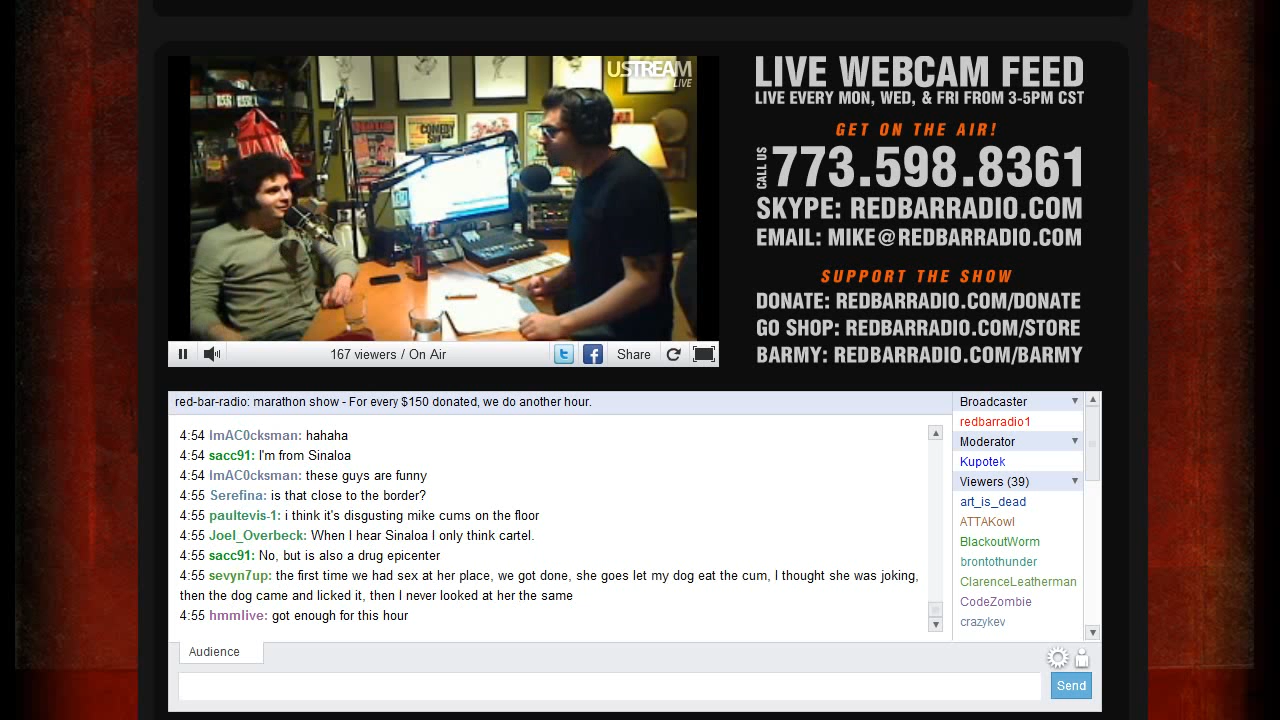 USTREAM
LIVE
COMEDY
LIVE WEBCAM FEED
LIVE EVERY MON, WED, & FRI FROM 3-5PM CST
GET ON THE AIR!
CALL US
773.598.8361
SKYPE: REDBARRADIO.COM
EMAIL: MIKE@REDBARRADIO.COM
SUPPORT THE SHOW
DONATE: REDBARRADIO.COM/DONATE
GO SHOP: REDBARRADIO.COM/STORE
BARMY: REDBARRADIO.COM/BARMY
167 viewers / On Air
Share
red-bar-radio: marathon show - For every $150 donated, we do another hour.
4:54 ImAC0cksman: hahaha
4:54 sacc91: I'm from Sinaloa
4:54 ImAC0cksman: these guys are funny
4:55 Serefina: is that close to the border?
4:55 paultevis-1: i think it's disgusting mike cums on the floor
4:55 Joel_Overbeck: When I hear Sinaloa I only think cartel.
4:55 sacc91: No, but is also a drug epicenter
4:55 sevyn7up: the first time we had sex at her place, we got done, she goes let my dog eat the cum, I thought she was joking,
then the dog came and licked it, then I never looked at her the same
4:55 hmmlive: got enough for this hour
Broadcaster
redbarradio1
Moderator
Kupotek
Viewers (39)
art_is_dead
ATTAKowl
BlackoutWorm
brontothunder
ClarenceLeatherman
CodeZombie
crazykev
Audience
Send